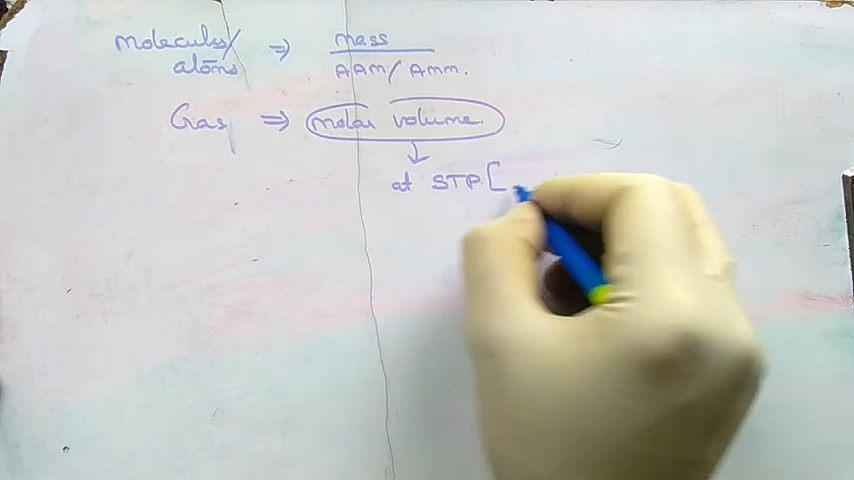 molecules/ ⇒ mass
atoms AAM/AMM.
Gas ⇒ molar volume.
↓
at STP. [